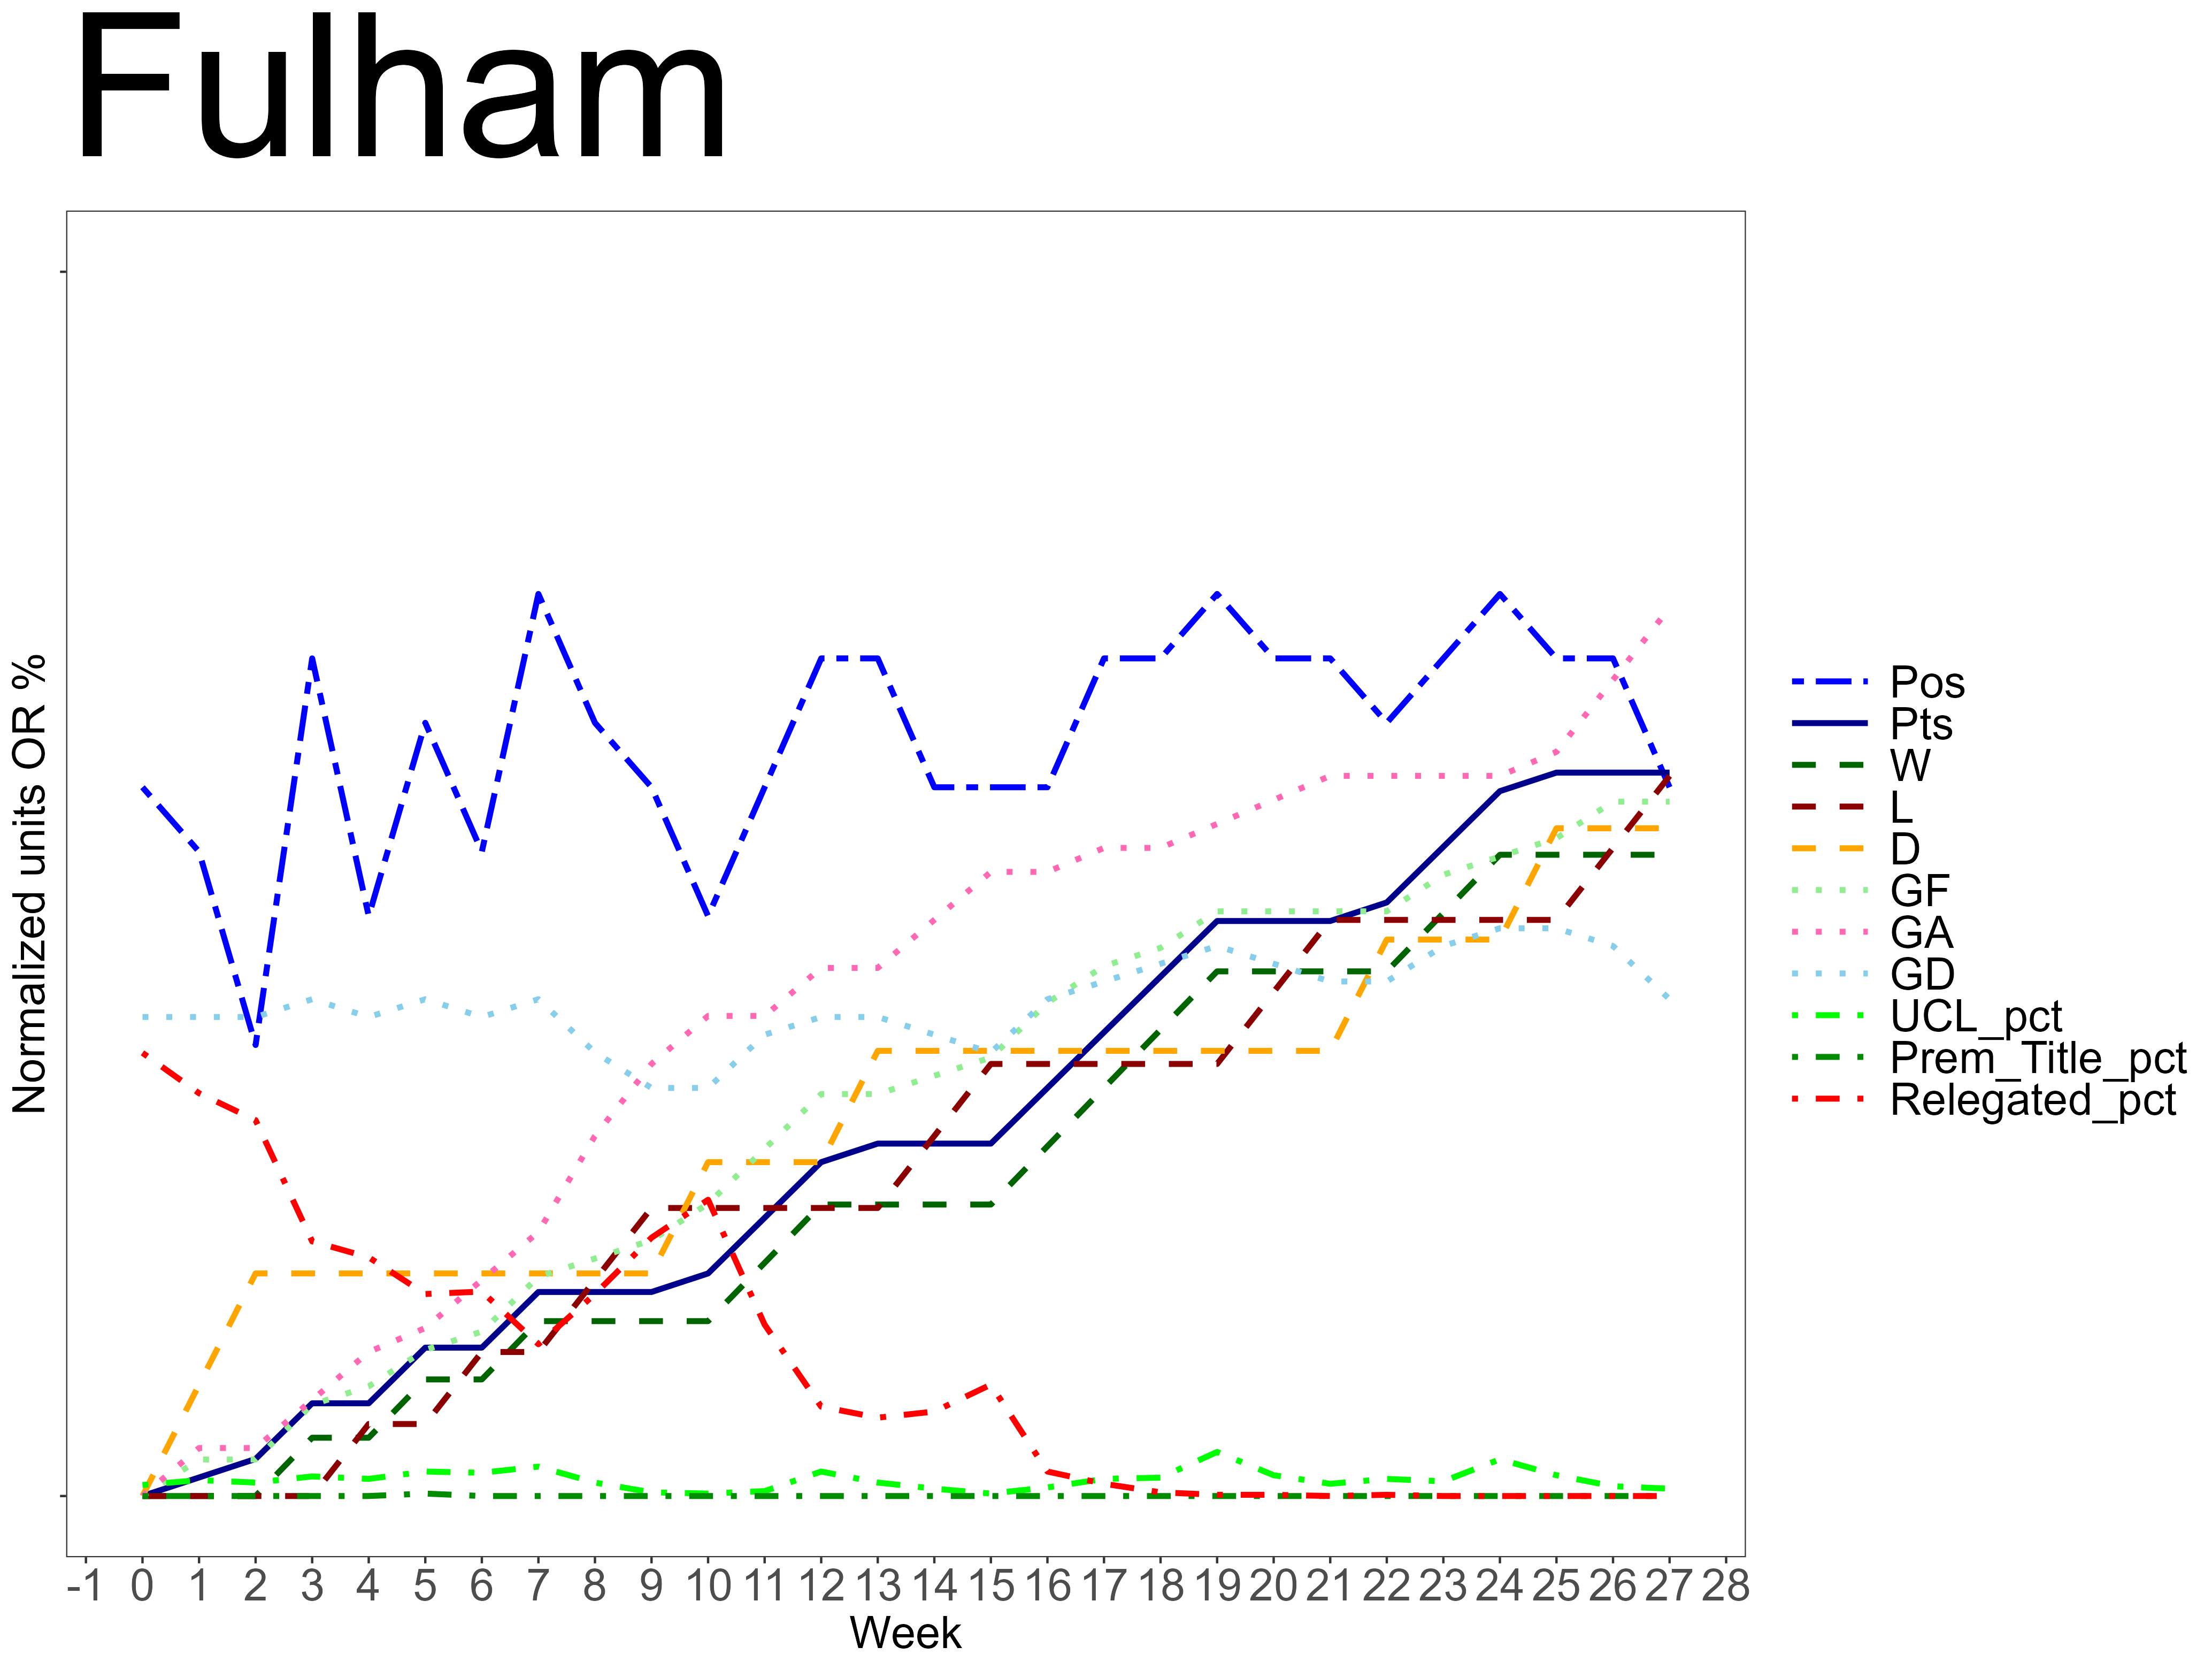 Fulham
Normalized units OR %
Pos
Pts
W
L
D
GF
GA
GD
UCL_pct
Prem_Title_pct
Relegated_pct
-1 0 1 2 3 4 5 6 7 8 9 10 11 12 13 14 15 16 17 18 19 20 21 22 23 24 25 26 27 28
Week